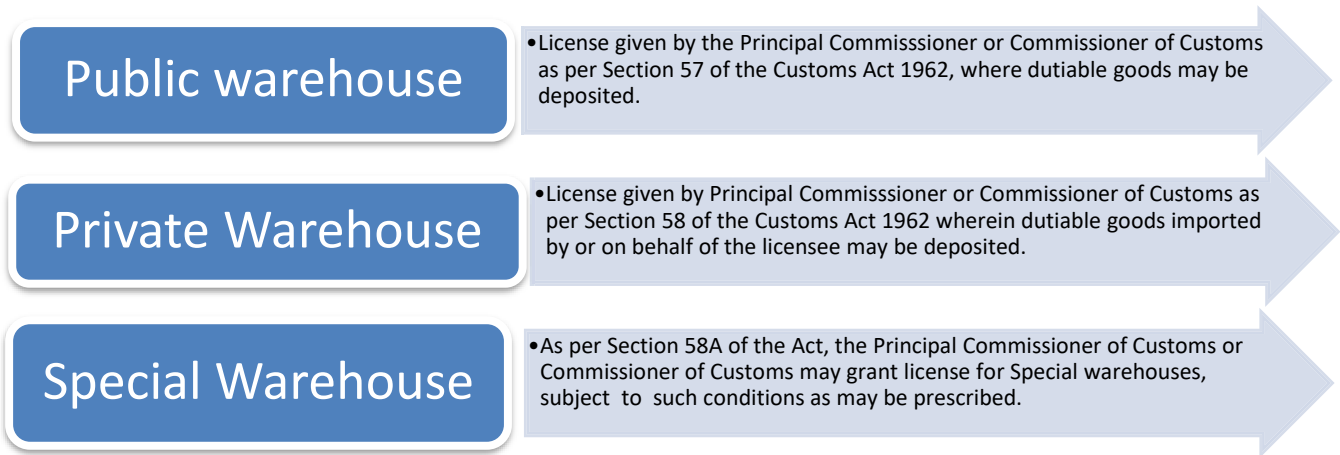 Public warehouse
•License given by the Principal Commisssioner or Commissioner of Customs
as per Section 57 of the Customs Act 1962, where dutiable goods may be
deposited.
Private Warehouse
•License given by Principal Commisssioner or Commissioner of Customs as
per Section 58 of the Customs Act 1962 wherein dutiable goods imported
by or on behalf of the licensee may be deposited.
Special Warehouse
•As per Section 58A of the Act, the Principal Commissioner of Customs or
Commissioner of Customs may grant license for Special warehouses,
subject to such conditions as may be prescribed.